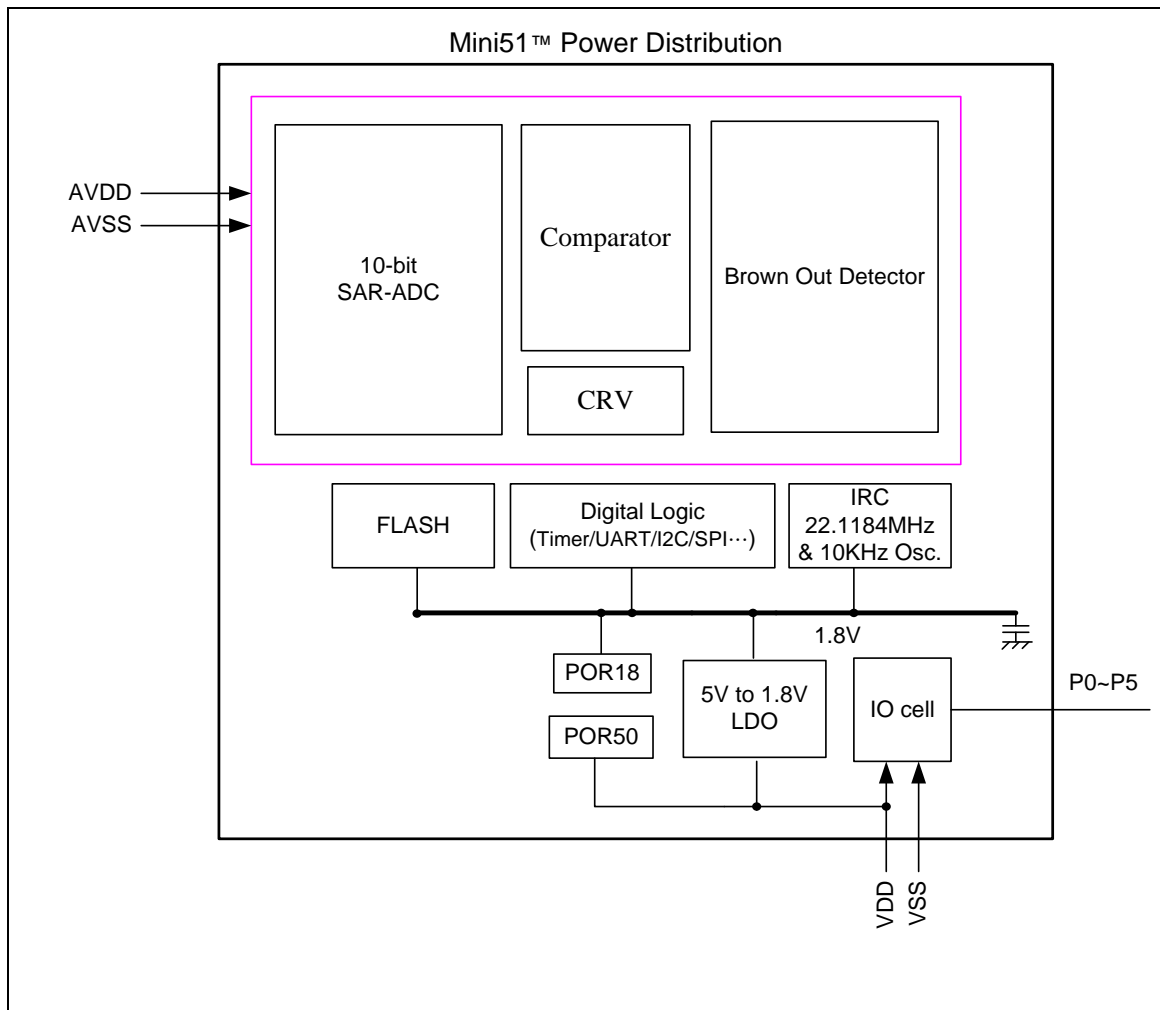 Mini51™ Power Distribution
AVDD
AVSS
10-bit
SAR-ADC
Comparator
CRV
Brown Out Detector
FLASH
Digital Logic
(Timer/UART/I2C/SPI⋯)
IRC
22.1184MHz
& 10KHz Osc.
1.8V
POR18
POR50
5V to 1.8V
LDO
IO cell
P0~P5
VDD
VSS